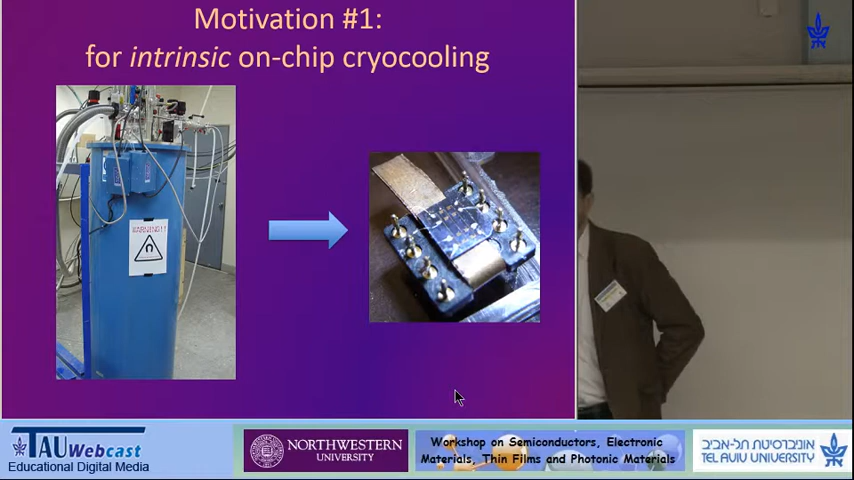 Motivation #1:
for intrinsic on-chip cryocooling
WARNING!!
TAU Webcast
Educational Digital Media
NORTHWESTERN
UNIVERSITY
Workshop on Semiconductors, Electronic
Materials, Thin Films and Photonic Materials
אוניברסיטת תל-אביב
TEL AVIV UNIVERSITY